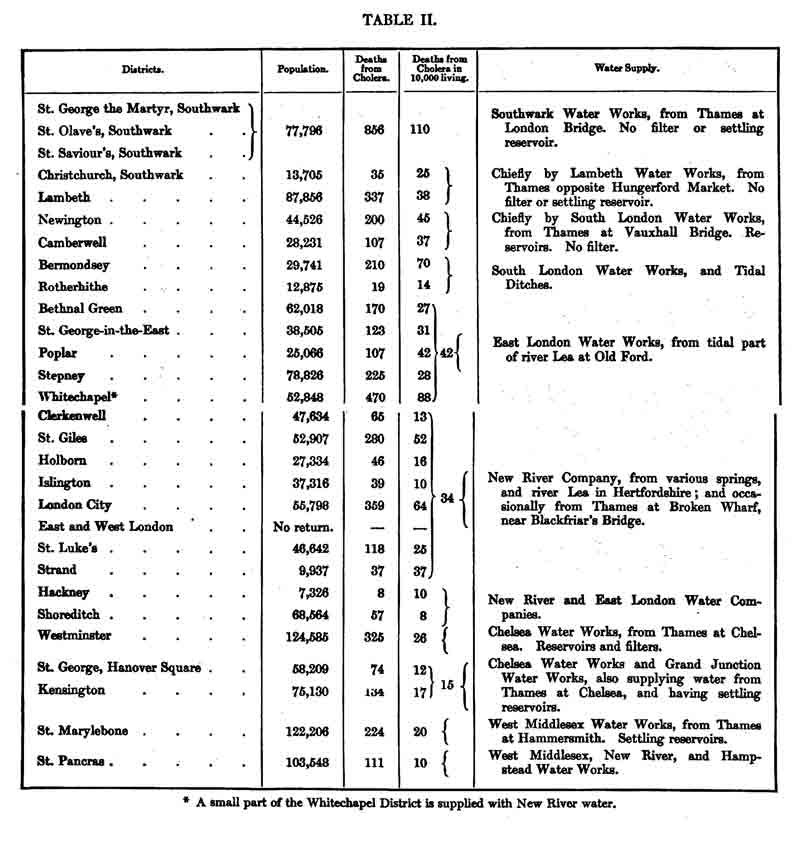 TABLE II.
Districts. Population. Deaths from Cholera. Deaths from Cholera in 10,000 living. Water Supply.
St. George the Martyr, Southwark
St. Olave's, Southwark . . 77,796 856 110
St. Saviour's, Southwark . .
Southwark Water Works, from Thames at
London Bridge. No filter or settling
reservoir.
Christchurch, Southwark . . 13,705 35 25
Lambeth . . . . . 87,856 337 38
Chiefly by Lambeth Water Works, from
Thames opposite Hungerford Market. No
filter or settling reservoir.
Newington . . . . . 44,526 200 45
Camberwell . . . . 28,231 107 37
Chiefly by South London Water Works,
from Thames at Vauxhall Bridge. Re-
servoirs. No filter.
Bermondsey . . . . 29,741 210 70
Rotherhithe . . . . 12,875 19 14
South London Water Works, and Tidal
Ditches.
Bethnal Green . . . . 62,018 170 27
St. George-in-the-East . . . 38,505 123 31
Poplar . . . . . 25,066 107 42 42
Stepney . . . . . 78,826 225 28
Whitechapel* . . . . 52,848 470 88
East London Water Works, from tidal part
of river Lea at Old Ford.
Clerkenwell . . . . 47,634 65 13
St. Giles . . . . . 52,907 280 52
Holborn . . . . . 27,334 46 16
Islington . . . . . 37,316 39 10
London City . . . . 55,798 359 64 34
East and West London . . No return. — —
St. Luke's . . . . . 46,642 118 25
Strand . . . . . 9,937 37 37
New River Company, from various springs,
and river Lea in Hertfordshire; and occa-
sionally from Thames at Broken Wharf,
near Blackfriar's Bridge.
Hackney . . . . . 7,326 8 10
Shoreditch . . . . . 68,564 57 8
New River and East London Water Com-
panies.
Westminster . . . . 124,585 325 26
Chelsea Water Works, from Thames at Chel-
sea. Reservoirs and filters.
St. George, Hanover Square . . 58,209 74 12
Kensington . . . . 75,130 134 17 15
Chelsea Water Works and Grand Junction
Water Works, also supplying water from
Thames at Chelsea, and having settling
reservoirs.
St. Marylebone . . . . 122,206 224 20
West Middlesex Water Works, from Thames
at Hammersmith. Settling reservoirs.
St. Pancras . . . . . 103,548 111 10
West Middlesex, New River, and Hamp-
stead Water Works.
* A small part of the Whitechapel District is supplied with New River water.